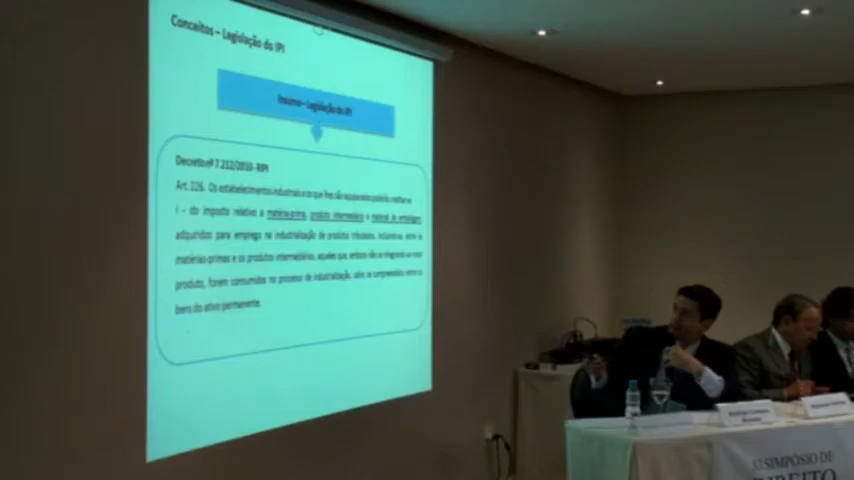 Conceitos – Legislação do IPI
Insumo – Legislação do IPI
Decreto nº 7.212/2010 - RIPI
Art. 226. Os estabelecimentos industriais e os que lhes são equiparados poderão creditar-se
I - do imposto relativo a matéria-prima, produto intermediário e material de embalagem,
adquiridos para emprego na industrialização de produtos tributados, incluindo-se, entre as
matérias-primas e os produtos intermediários, aqueles que, embora não se integrando ao novo
produto, forem consumidos no processo de industrialização, salvo se compreendidos entre os
bens do ativo permanente.
XI SIMPÓSIO DE
DIREITO